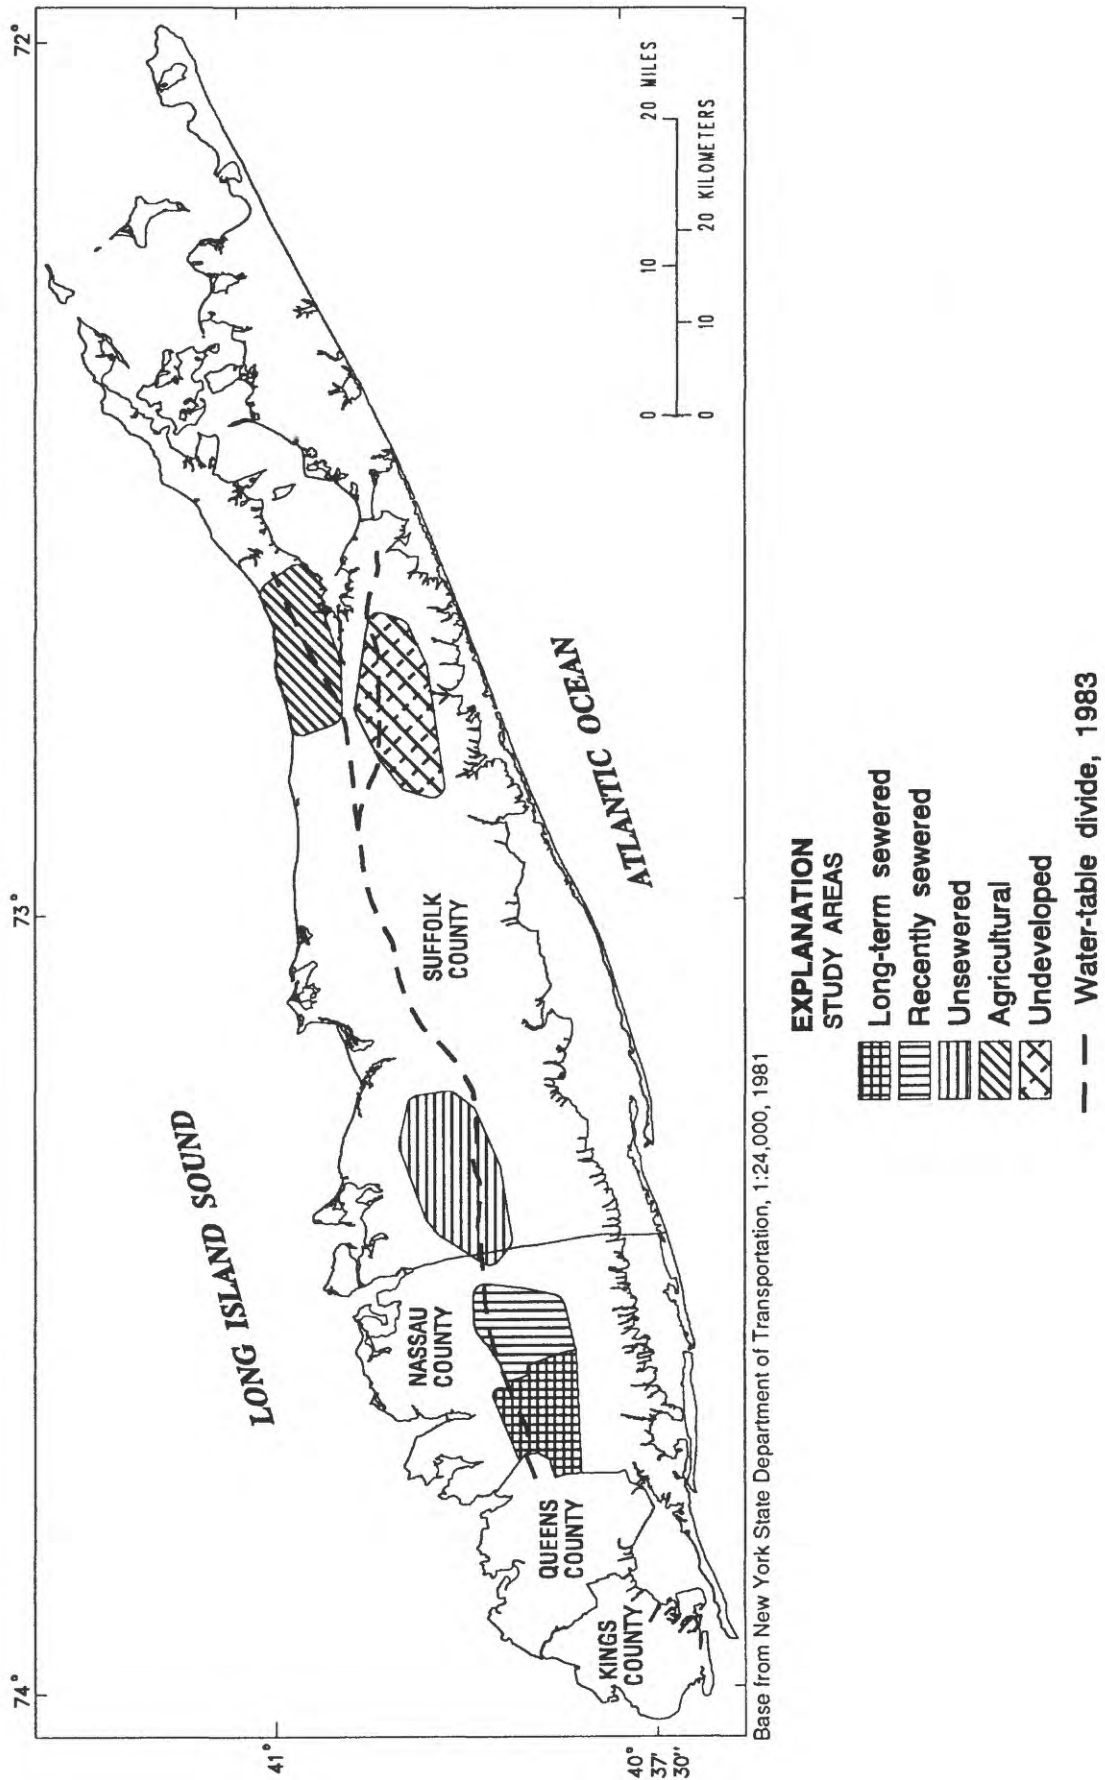 74°
73°
72°
41°
40°
37'
30"
LONG ISLAND SOUND
NASSAU
COUNTY
SUFFOLK
COUNTY
QUEENS
COUNTY
KINGS
COUNTY
ATLANTIC OCEAN
0 10 20 MILES
0 10 20 KILOMETERS
Base from New York State Department of Transportation, 1:24,000, 1981
EXPLANATION
STUDY AREAS
Long-term sewered
Recently sewered
Unsewered
Agricultural
Undeveloped
Water-table divide, 1983